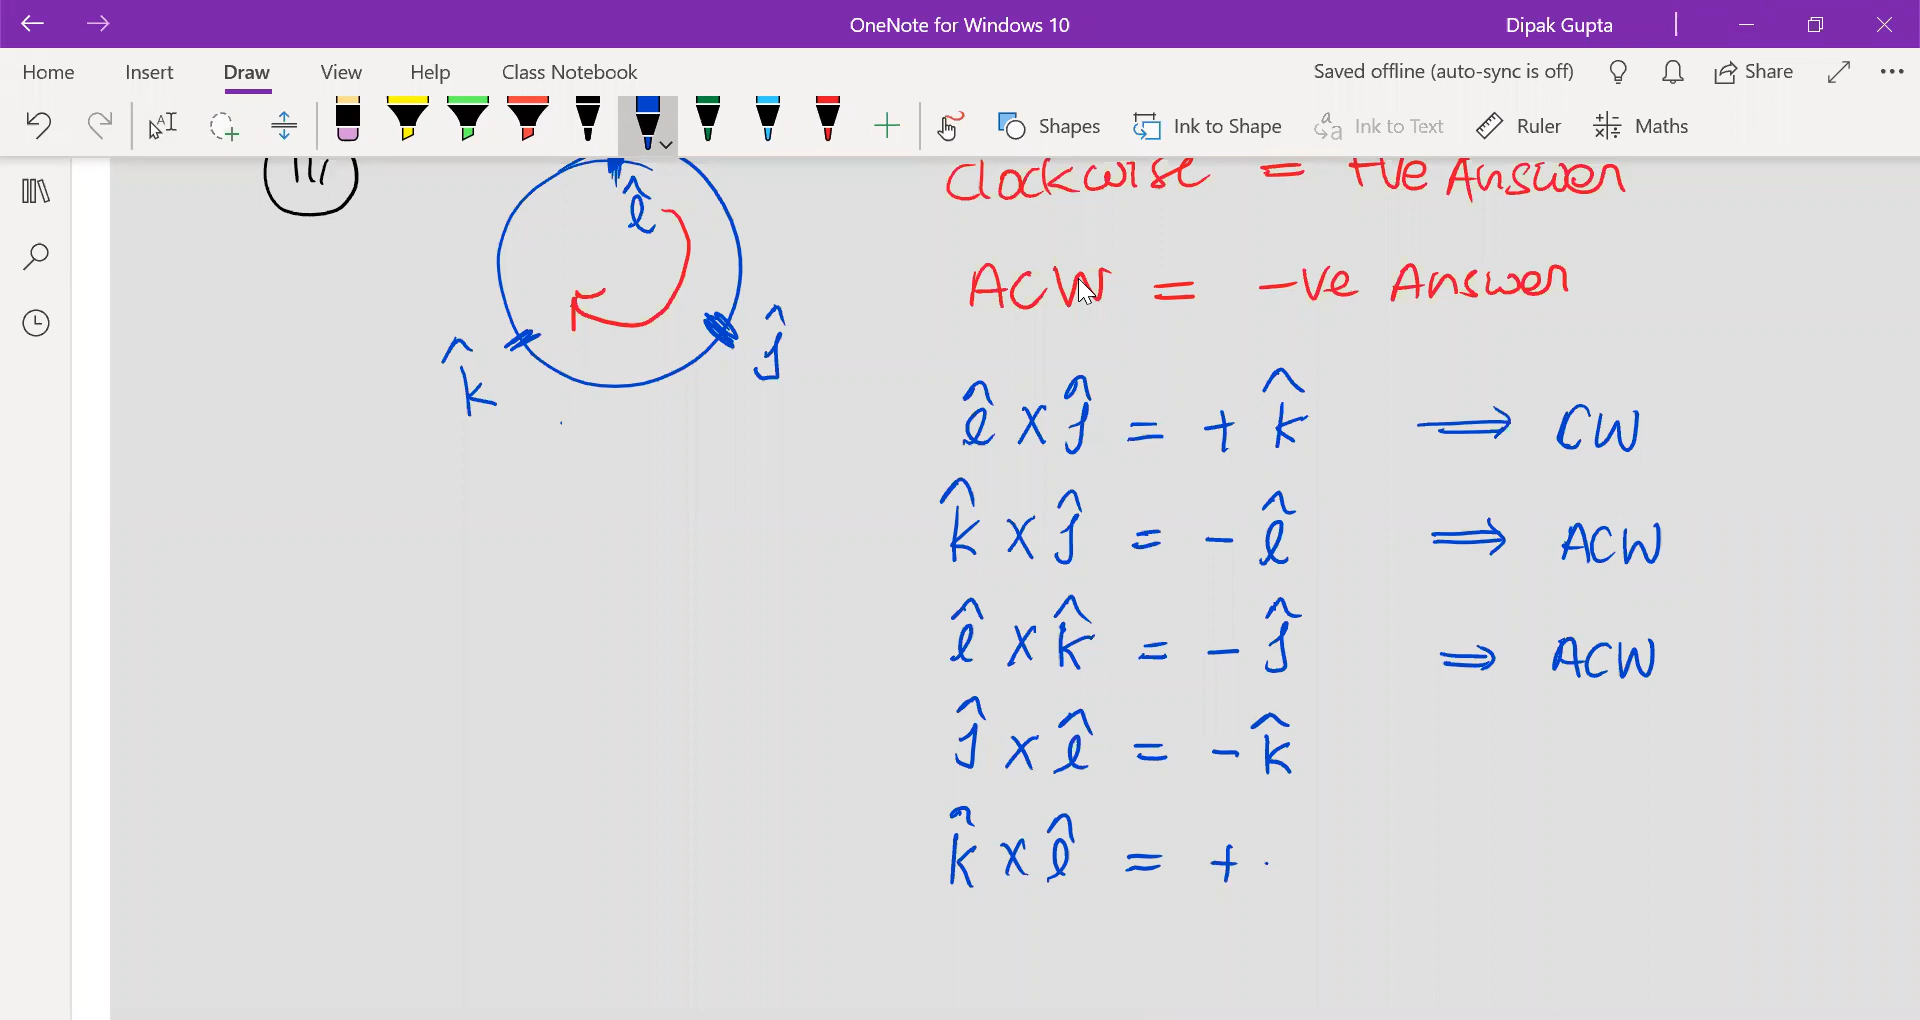 OneNote for Windows 10
Dipak Gupta
Home Insert Draw View Help Class Notebook
Saved offline (auto-sync is off) Share
Shapes Ink to Shape Ink to Text Ruler Maths
III
Clockwise = +ve Answer
î
ACW = -ve Answer
ĵ
k̂
î × ĵ = + k̂ ⟹ CW
k̂ × ĵ = - î ⟹ ACW
î × k̂ = - ĵ ⟹ ACW
ĵ × î = - k̂
k̂ × î = +